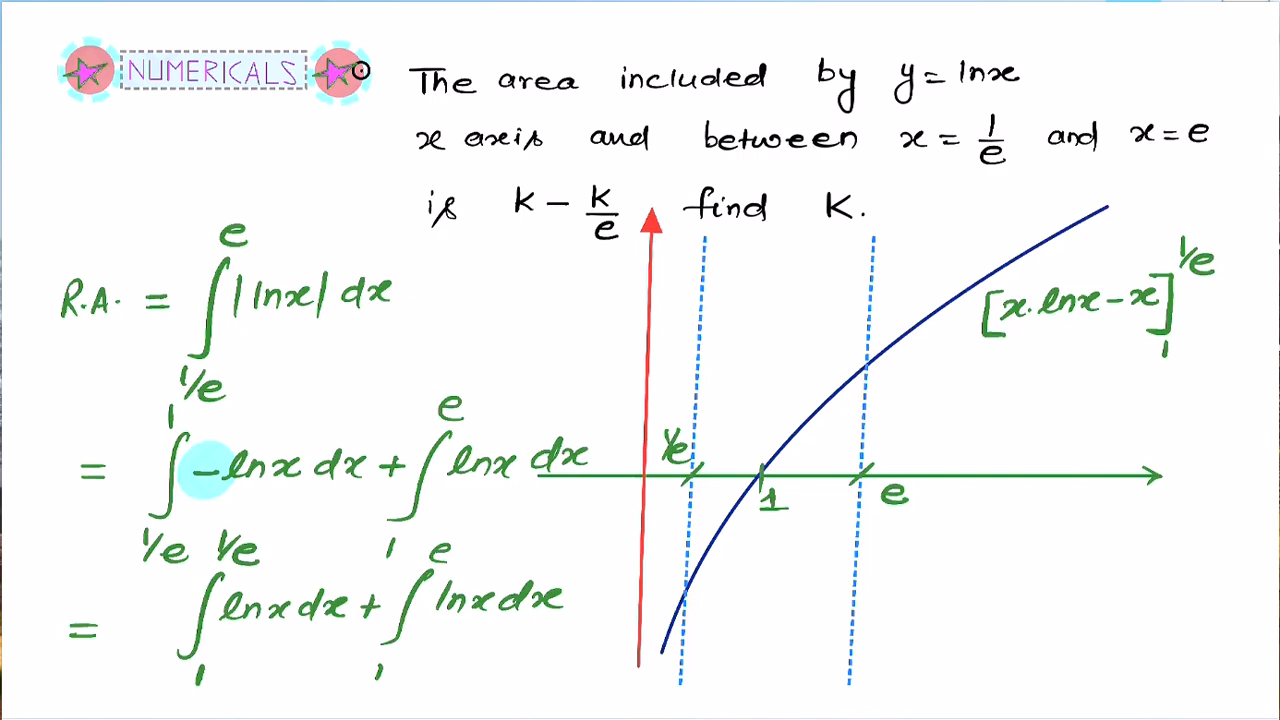 NUMERICALS
The area included by y = lnx
x axis and between x = 1/e and x = e
is k - k/e find K.
R.A. = ∫_{1/e}^{e} |lnx| dx
[x.lnx - x]_{1}^{1/e}
= ∫_{1/e}^{1} -lnx dx + ∫_{1}^{e} lnx dx
1/e
1
e
= ∫_{1}^{1/e} lnx dx + ∫_{1}^{e} lnx dx